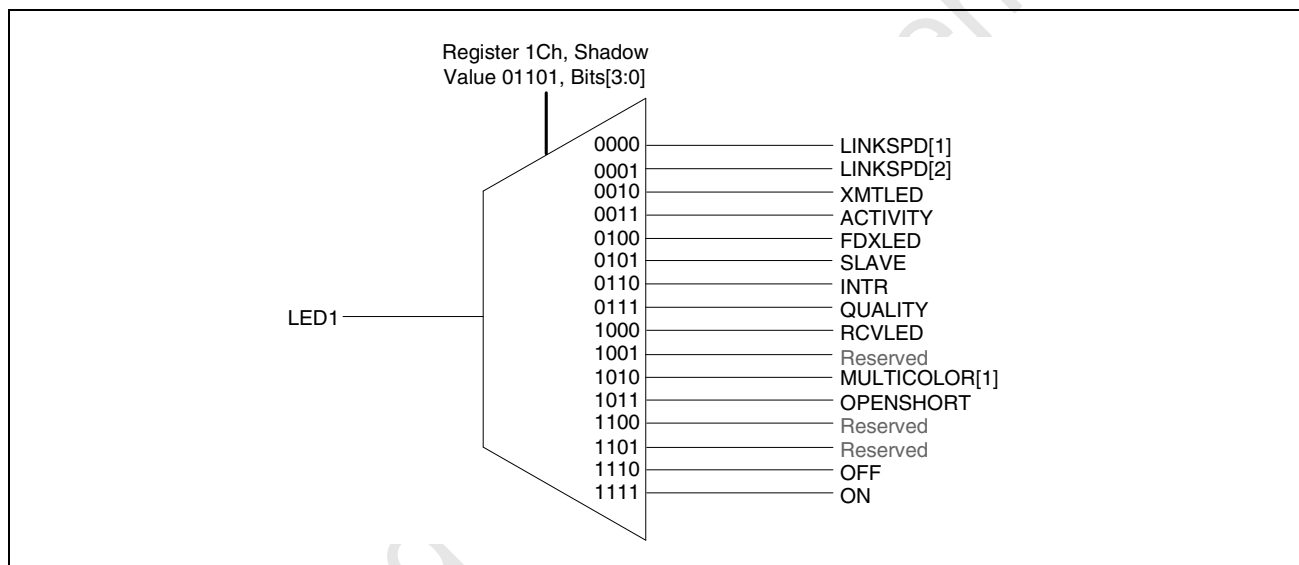 Register 1Ch, Shadow
Value 01101, Bits[3:0]
0000 LINKSPD[1]
0001 LINKSPD[2]
0010 XMTLED
0011 ACTIVITY
0100 FDXLED
0101 SLAVE
0110 INTR
LED1
0111 QUALITY
1000 RCVLED
1001 Reserved
1010 MULTICOLOR[1]
1011 OPENSHORT
1100 Reserved
1101 Reserved
1110 OFF
1111 ON